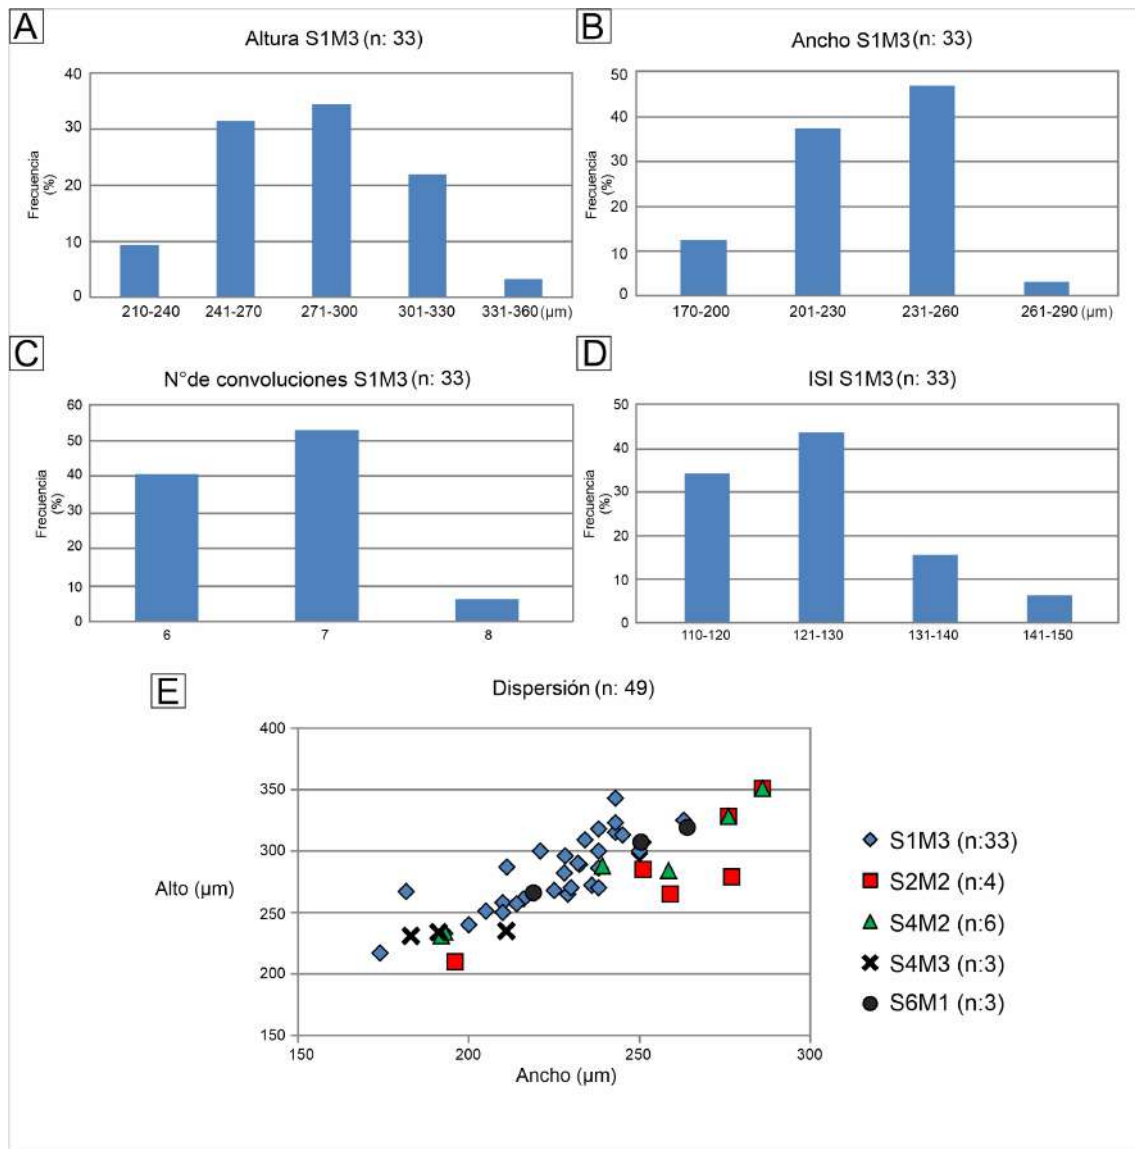 A
Altura S1M3 (n: 33)
Frecuencia
(%)
40
30
20
10
0
210-240 241-270 271-300 301-330 331-360 (µm)
B
Ancho S1M3 (n: 33)
Frecuencia
(%)
50
40
30
20
10
0
170-200 201-230 231-260 261-290 (µm)
C
N°de convoluciones S1M3 (n: 33)
Frecuencia
(%)
60
50
40
30
20
10
0
6 7 8
D
ISI S1M3 (n: 33)
Frecuencia
(%)
50
40
30
20
10
0
110-120 121-130 131-140 141-150
E
Dispersión (n: 49)
Alto (µm)
400
350
300
250
200
150
150 200 250 300
Ancho (µm)
S1M3 (n:33)
S2M2 (n:4)
S4M2 (n:6)
S4M3 (n:3)
S6M1 (n:3)